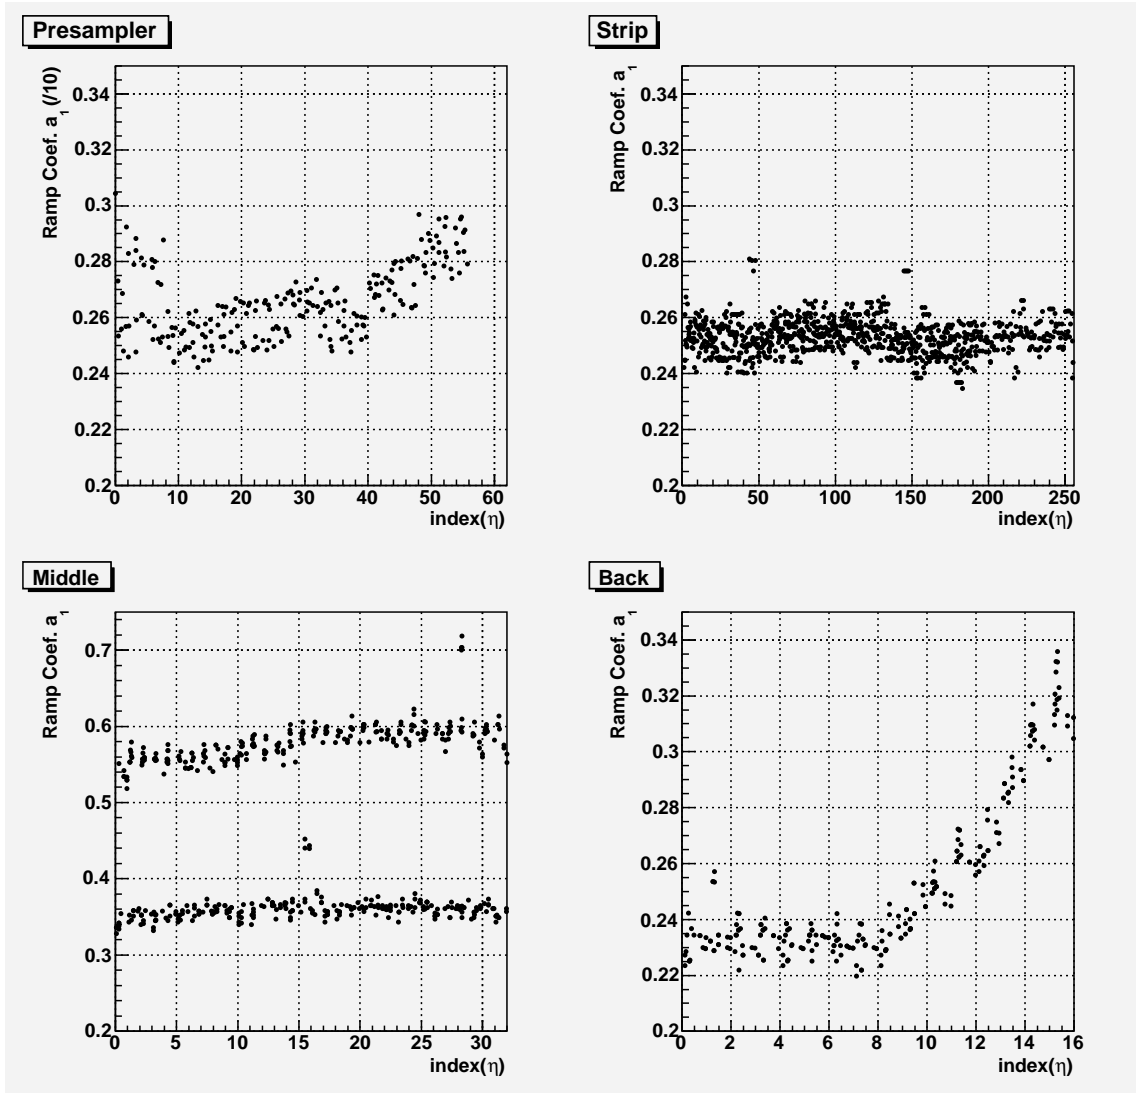 Presampler
Ramp Coef. a1 (/10)
0.34
0.32
0.3
0.28
0.26
0.24
0.22
0.2
0 10 20 30 40 50 60
index(η)
Strip
Ramp Coef. a1
0.34
0.32
0.3
0.28
0.26
0.24
0.22
0.2
0 50 100 150 200 250
index(η)
Middle
Ramp Coef. a1
0.7
0.6
0.5
0.4
0.3
0.2
0 5 10 15 20 25 30
index(η)
Back
Ramp Coef. a1
0.34
0.32
0.3
0.28
0.26
0.24
0.22
0.2
0 2 4 6 8 10 12 14 16
index(η)